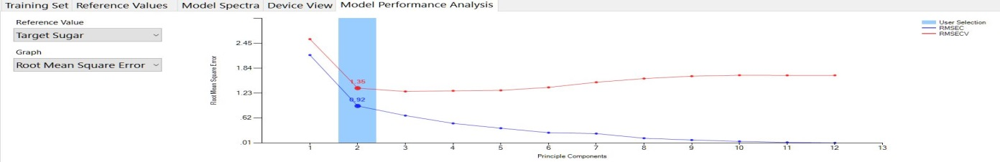 Training Set Reference Values Model Spectra Device View Model Performance Analysis
Reference Value
Target Sugar
Graph
Root Mean Square Error
Root Mean Square Error
2.45
1.84
1.23
.62
.01
1.35
0.92
1 2 3 4 5 6 7 8 9 10 11 12 13
Principle Components
User Selection
RMSEC
RMSECV